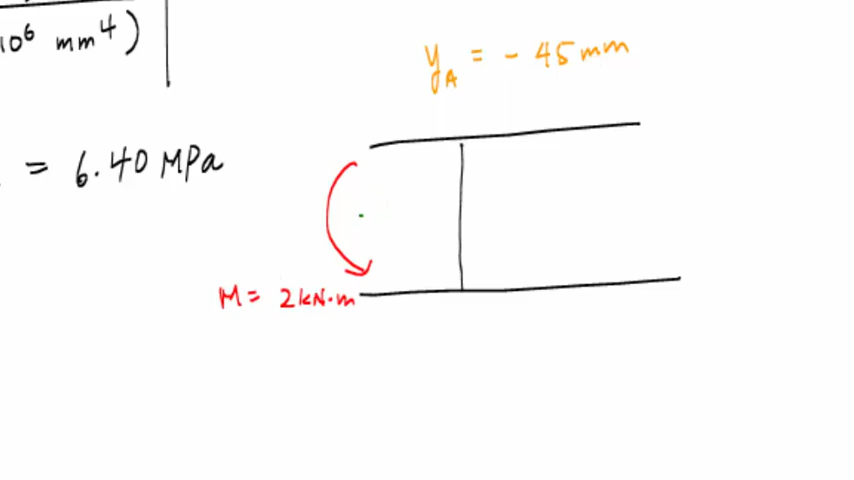 10⁶ mm⁴)
y_A = - 45 mm
= 6.40 MPa
M = 2 kN·m